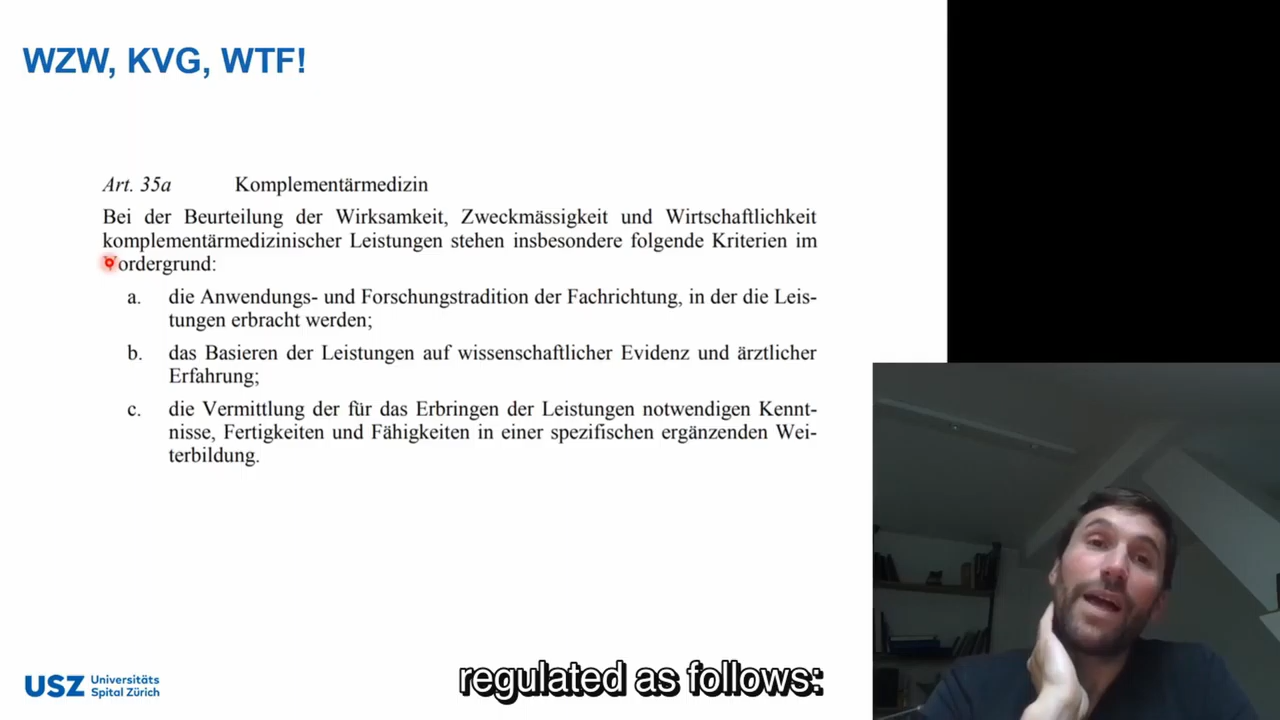 WZW, KVG, WTF!
Art. 35a Komplementärmedizin
Bei der Beurteilung der Wirksamkeit, Zweckmässigkeit und Wirtschaftlichkeit
komplementärmedizinischer Leistungen stehen insbesondere folgende Kriterien im
Vordergrund:
a. die Anwendungs- und Forschungstradition der Fachrichtung, in der die Leis-
tungen erbracht werden;
b. das Basieren der Leistungen auf wissenschaftlicher Evidenz und ärztlicher
Erfahrung;
c. die Vermittlung der für das Erbringen der Leistungen notwendigen Kennt-
nisse, Fertigkeiten und Fähigkeiten in einer spezifischen ergänzenden Wei-
terbildung.
USZ Universitäts
Spital Zürich
regulated as follows: